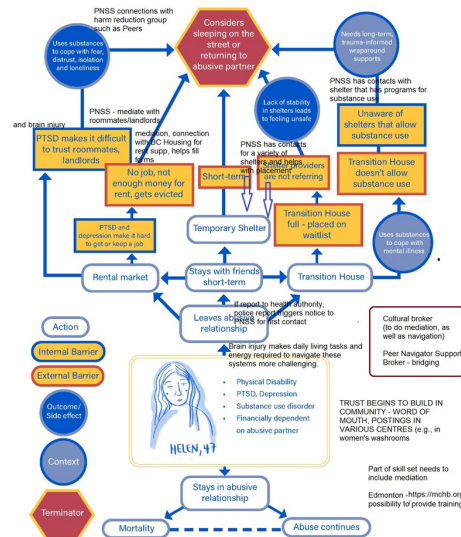 PNSS connections with
harm reduction group
such as Peers
Considers
sleeping on the
street or
returning to
abusive partner
Uses substances
to cope with fear,
distrust, isolation
and loneliness
Needs long-term,
trauma-informed
wraparound
supports
PNSS has contacts with
shelter that has programs for
substance use
PNSS - mediate with
roommates/landlords
Lack of stability
in shelters leads
to feeling unsafe
and brain injury
PTSD makes it difficult
to trust roommates,
landlords
mediation, connection
with BC Housing for
rent supp, helps fill
forms
No job, not
enough money for
rent, gets evicted
PNSS has contacts
for a variety of
shelters and helps
with placement
Short-term
Shelter providers
are not referring
Unaware of
shelters that allow
substance use
Transition House
doesn't allow
substance use
PTSD and
depression make it hard
to get or keep a job
Temporary Shelter
Transition House
full - placed on
waitlist
Uses substances
to cope with
mental illness
Rental market
Stays with friends
short-term
Transition House
Leaves abusive
relationship
If report to health authority,
police report triggers notice to
PNSS for first contact
Cultural broker
(to do mediation, as
well as navigation)
Peer Navigator Support
Broker - bridging
Action
Internal Barrier
External Barrier
Outcome/
Side effect
Context
Terminator
Brain injury makes daily living tasks and
energy required to navigate these
systems more challenging.
• Physical Disability
• PTSD, Depression
• Substance use disorder
• Financially dependent
on abusive partner
HELEN, 47
TRUST BEGINS TO BUILD IN
COMMUNITY - WORD OF
MOUTH, POSTINGS IN
VARIOUS CENTRES (e.g., in
women's washrooms
Part of skill set needs to
include mediation
Edmonton -https://mchp.
possibility to provide training
Stays in abusive
relationship
Mortality
Abuse continues